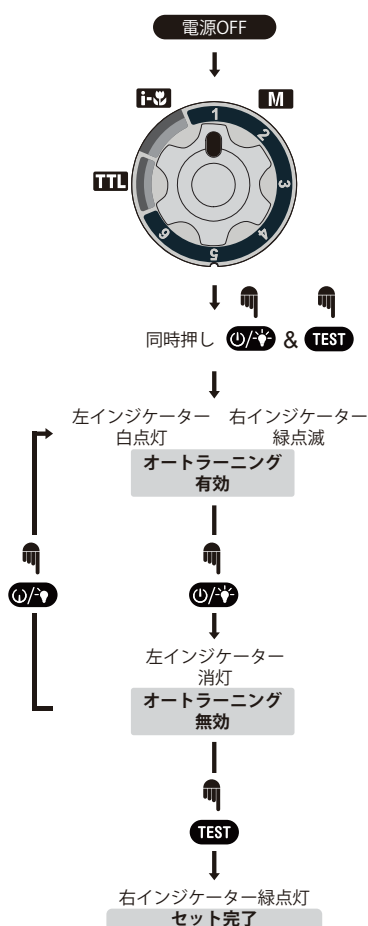 電源OFF
M
TTL
1
2
3
4
5
6
同時押し & TEST
左インジケーター 右インジケーター
白点灯 緑点滅
オートラーニング
有効
左インジケーター
消灯
オートラーニング
無効
TEST
右インジケーター緑点灯
セット完了